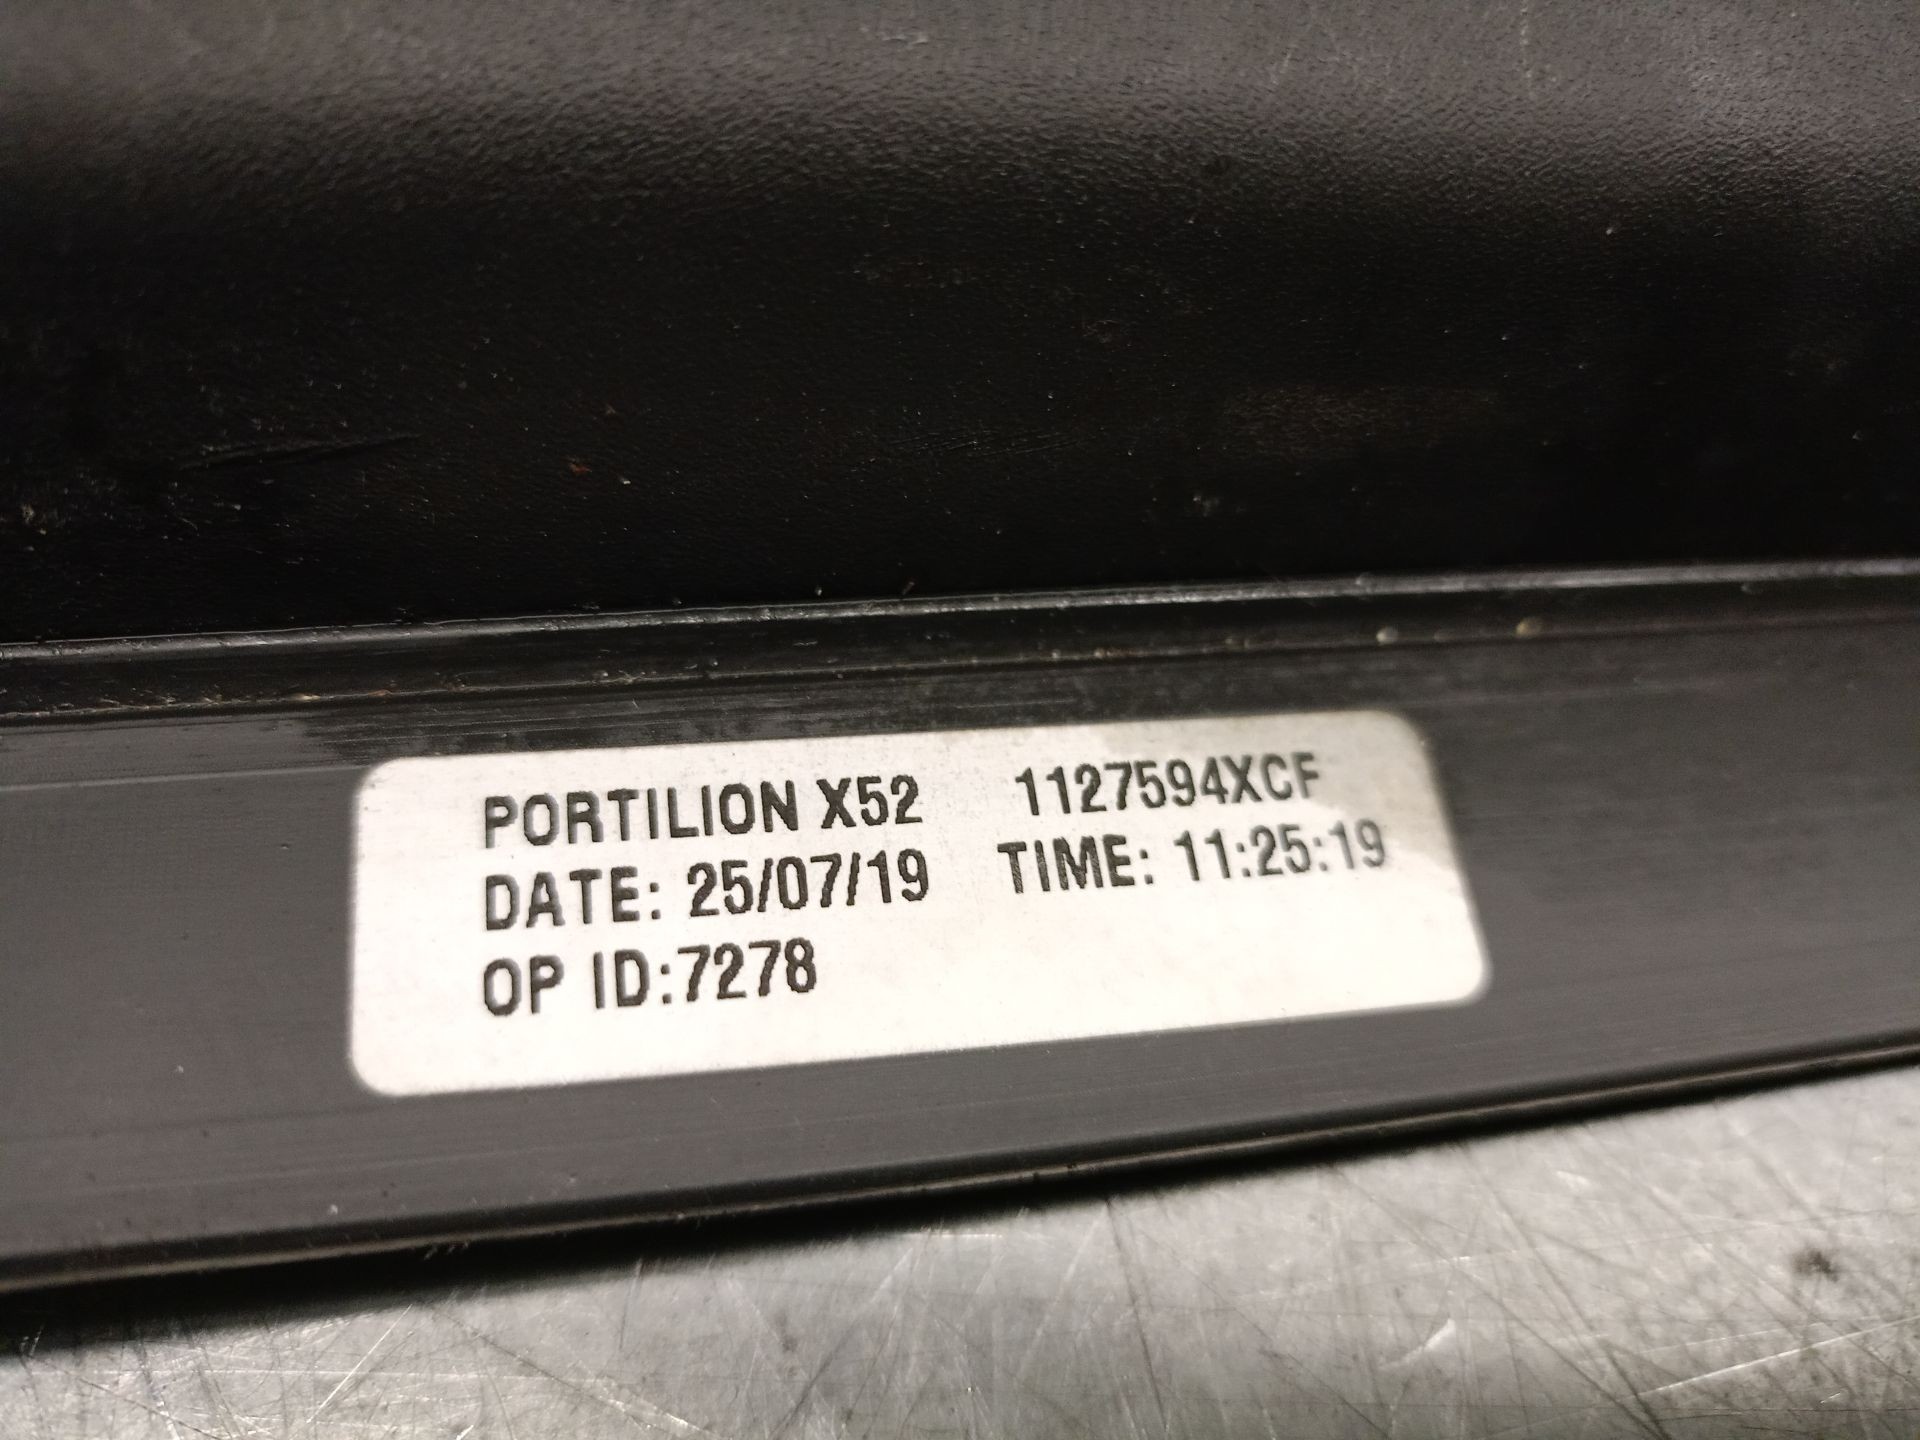 PORTILION X52 1127594XCF
DATE: 25/07/19 TIME: 11:25:19
OP ID:7278